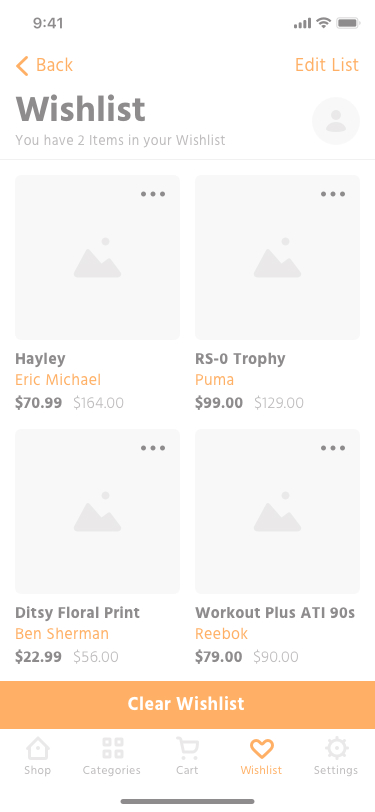 9:41
Back
Edit List
Wishlist
You have 2 Items in your Wishlist
Hayley
Eric Michael
$70.99 $164.00
RS-0 Trophy
Puma
$99.00 $129.00
Ditsy Floral Print
Ben Sherman
$22.99 $56.00
Workout Plus ATI 90s
Reebok
$79.00 $90.00
Clear Wishlist
Shop
Categories
Cart
Wishlist
Settings